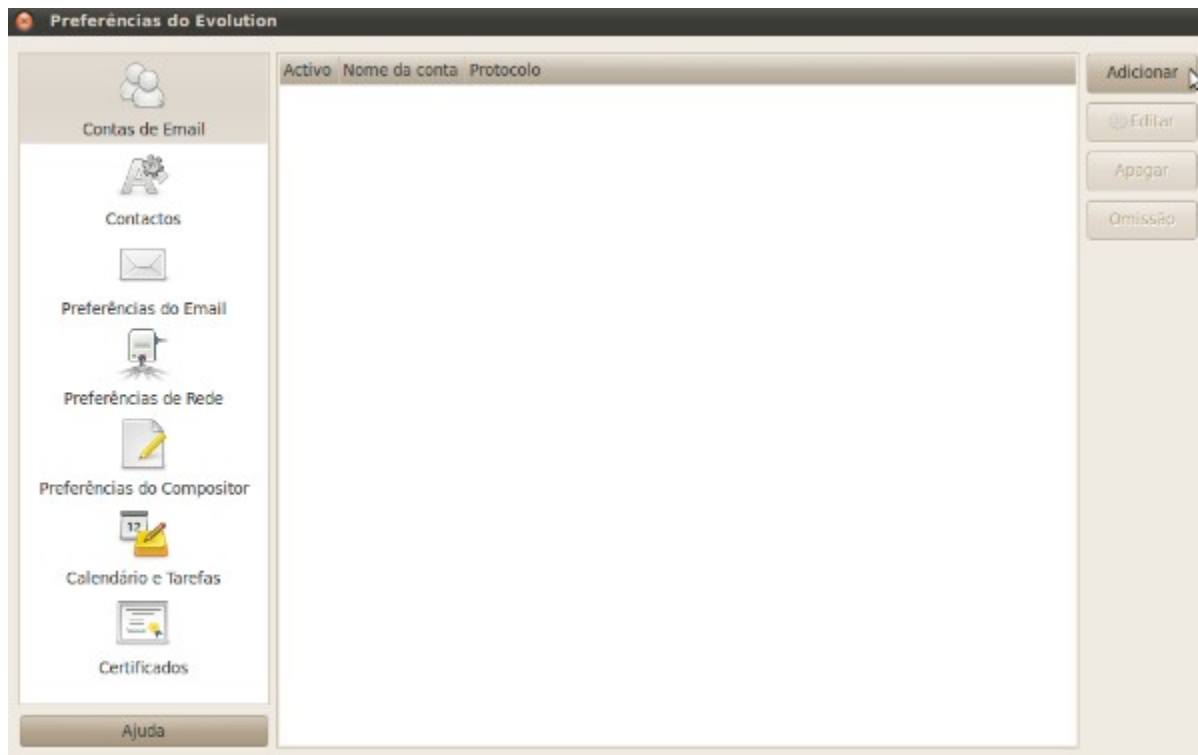 Preferências do Evolution
Contas de Email
Contactos
Preferências do Email
Preferências de Rede
Preferências do Compositor
12
Calendário e Tarefas
Certificados
Ajuda
Activo Nome da conta Protocolo
Adicionar
Editar
Apagar
Omissão